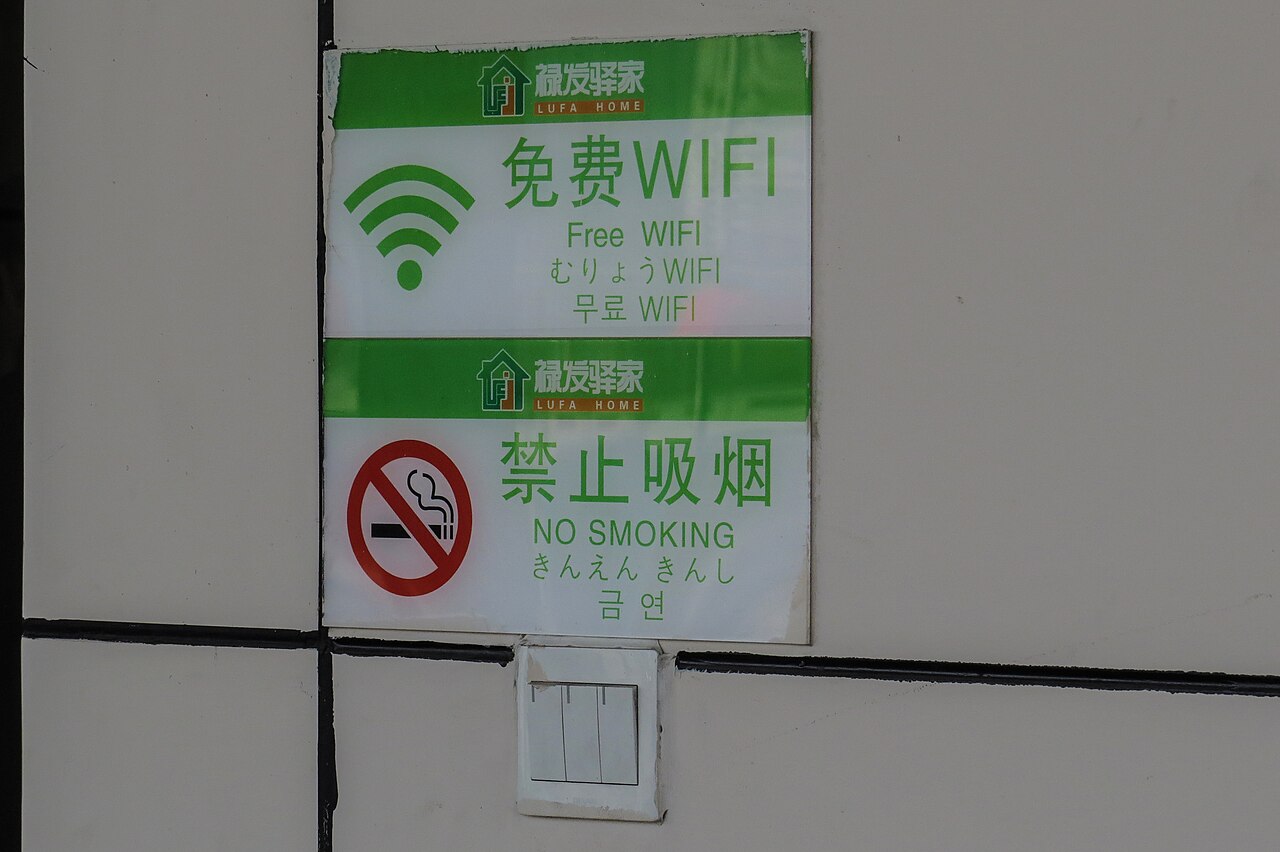 禄发驿家
LUFA HOME
免费WIFI
Free WIFI
むりょうWIFI
무료 WIFI
禄发驿家
LUFA HOME
禁止吸烟
NO SMOKING
きんえん きんし
금연